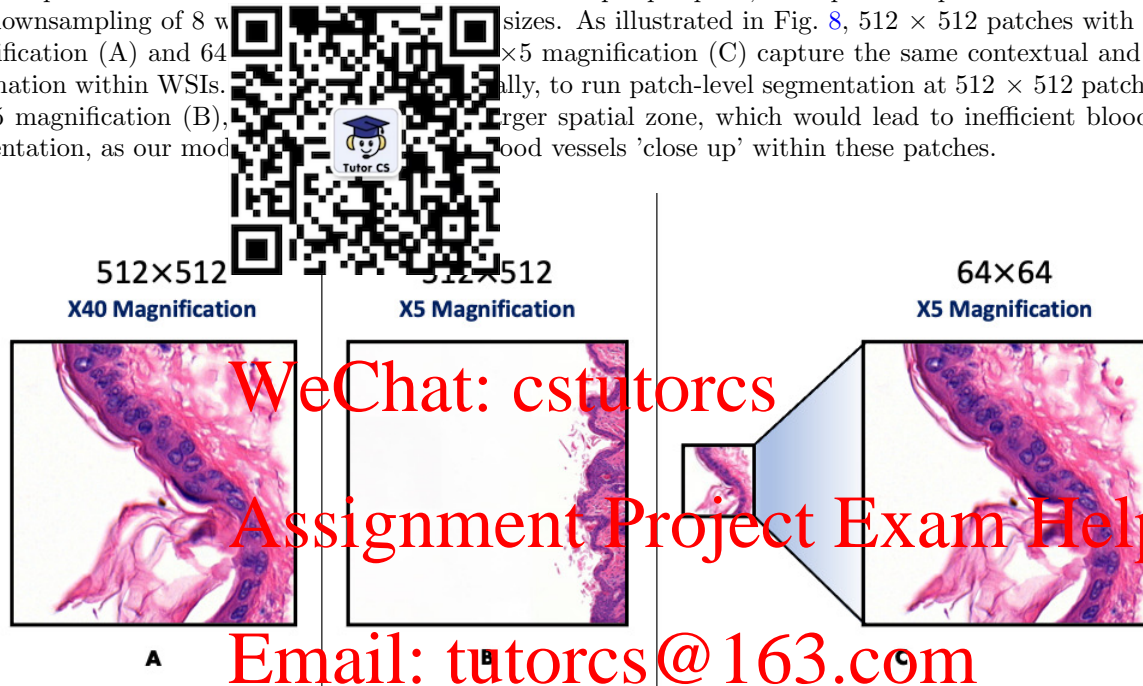 ownsampling of 8 w sizes. As illustrated in Fig. 8, 512 × 512 patches with
ification (A) and 64 ×5 magnification (C) capture the same contextual and
nation within WSIs. ally, to run patch-level segmentation at 512 × 512 patch
5 magnification (B), rger spatial zone, which would lead to inefficient blood
entation, as our mod ood vessels 'close up' within these patches.
Tutor CS
512×512 512×512 64×64
X40 Magnification X5 Magnification X5 Magnification
WeChat: cstutorcs
Assignment Project Exam Help
Email: tutorcs@163.com
A B C